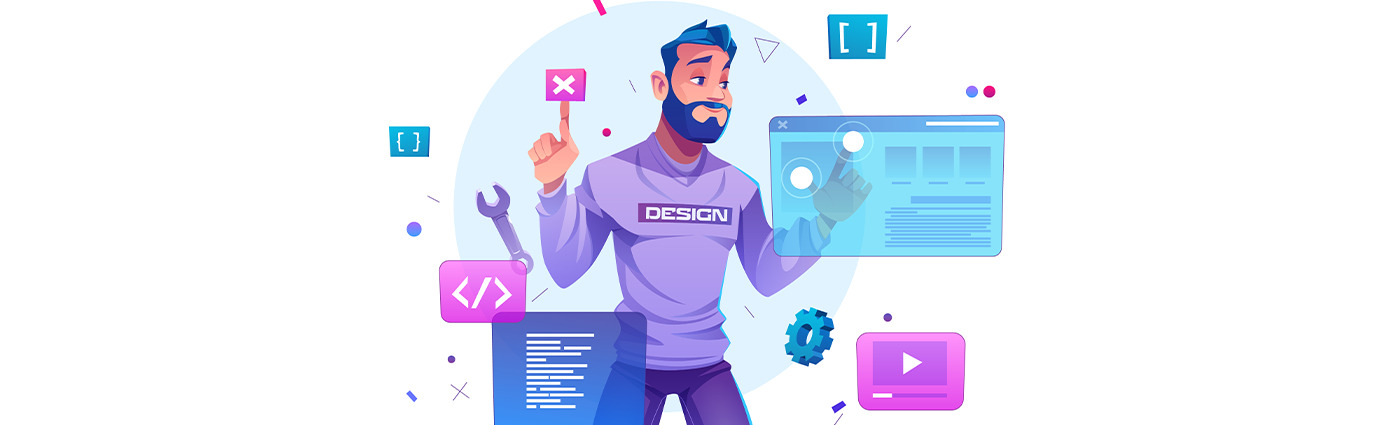 [ ]
{ }
DESIGN
</>